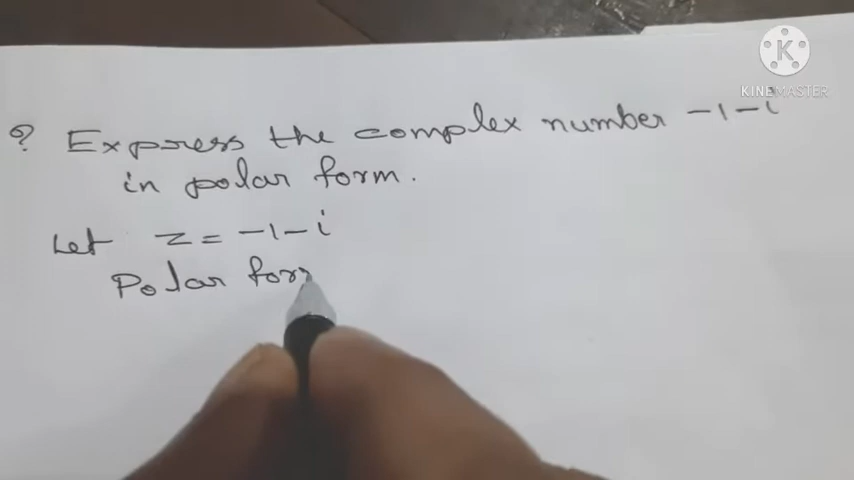 KINEMASTER
? Express the complex number -1-i
in polar form.
Let z = -1-i
Polar form